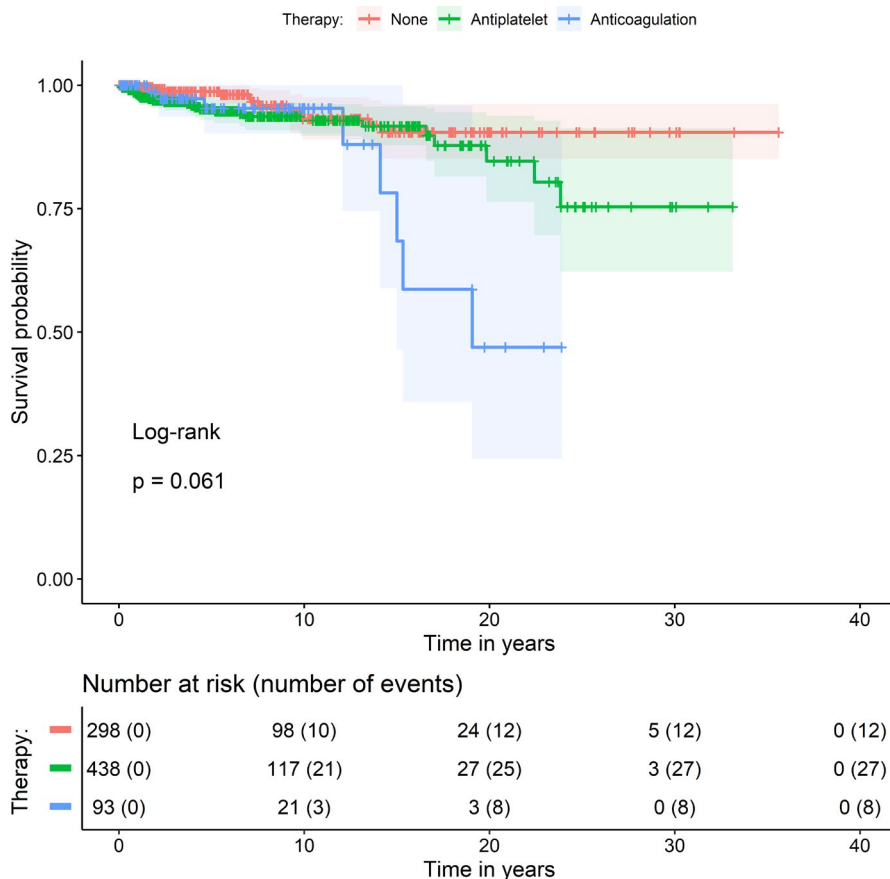 Therapy: None Antiplatelet Anticoagulation
1.00
0.75
0.50
0.25
0.00
Survival probability
Log-rank
p = 0.061
0 10 20 30 40
Time in years
Number at risk (number of events)
Therapy:
298 (0) 98 (10) 24 (12) 5 (12) 0 (12)
438 (0) 117 (21) 27 (25) 3 (27) 0 (27)
93 (0) 21 (3) 3 (8) 0 (8) 0 (8)
0 10 20 30 40
Time in years